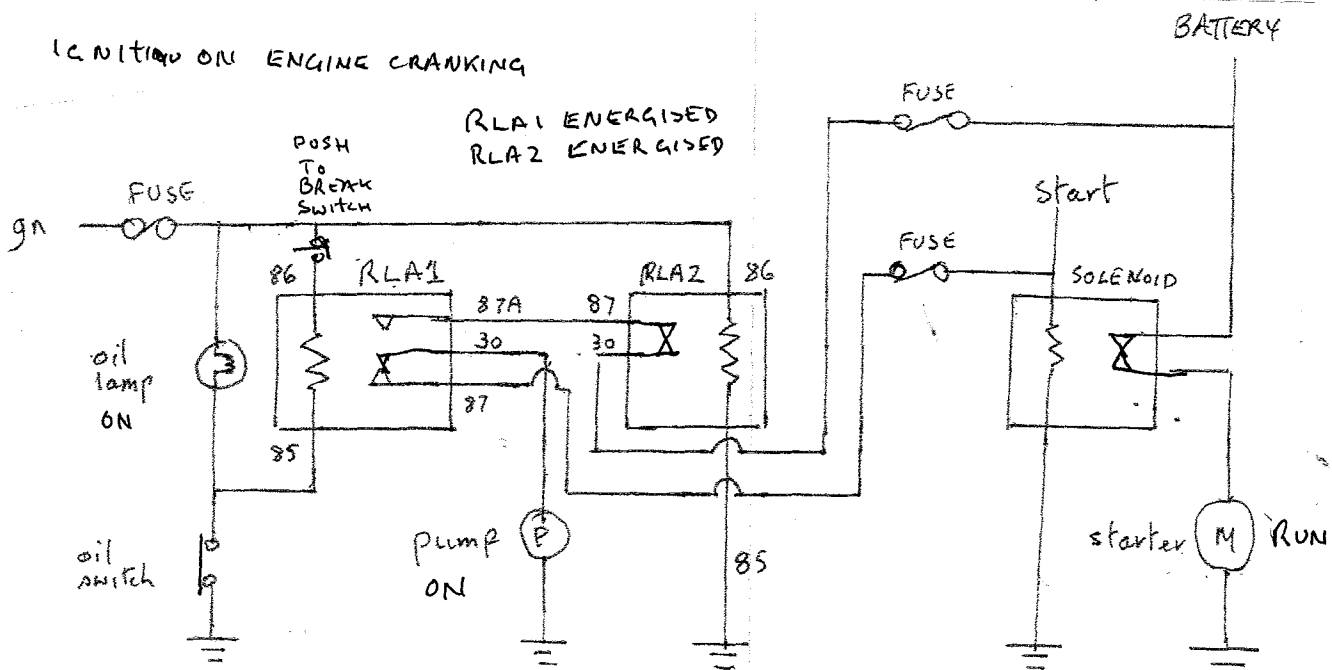 BATTERY
IGNITION ON ENGINE CRANKING
FUSE
RLA1 ENERGISED
RLA2 ENERGISED
PUSH
TO
BREAK
SWITCH
FUSE
Start
gn
FUSE
86
RLA1
RLA2
86
SOLENOID
87A
87
30
30
oil
lamp
ON
87
85
oil
switch
pump
ON
P
85
starter
M
RUN